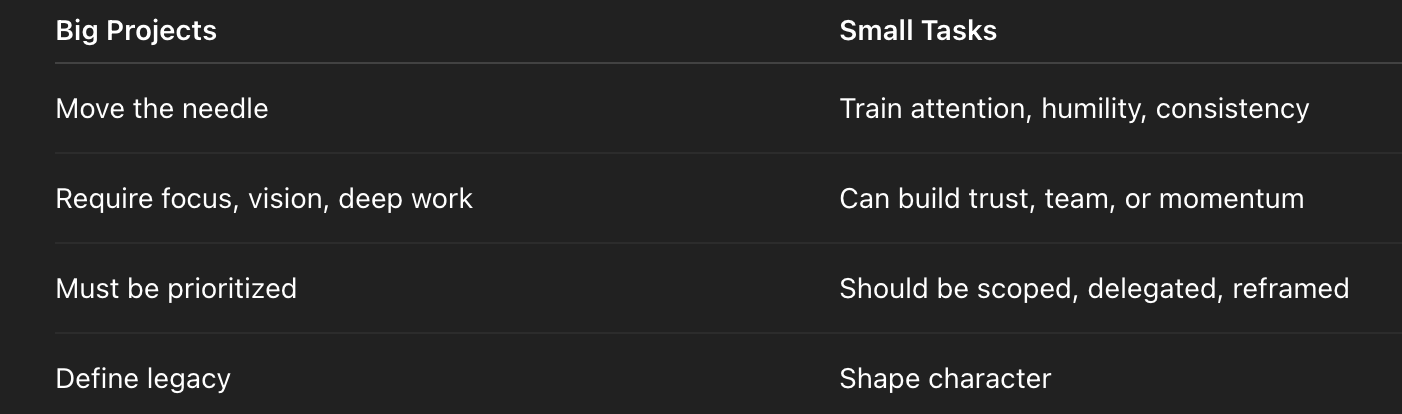 Big Projects Small Tasks
Move the needle Train attention, humility, consistency
Require focus, vision, deep work Can build trust, team, or momentum
Must be prioritized Should be scoped, delegated, reframed
Define legacy Shape character